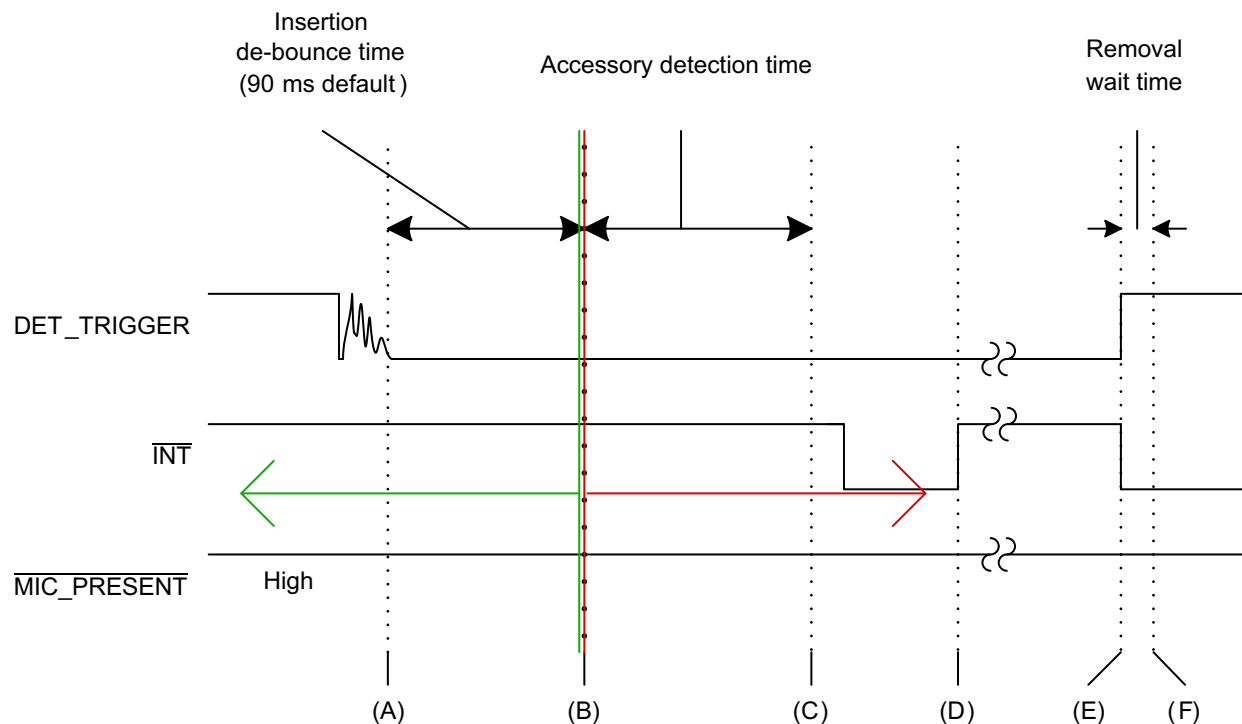 Insertion
de-bounce time
(90 ms default)
Accessory detection time
Removal
wait time
DET_TRIGGER
INT
MIC_PRESENT
High
(A)
(B)
(C)
(D)
(E)
(F)